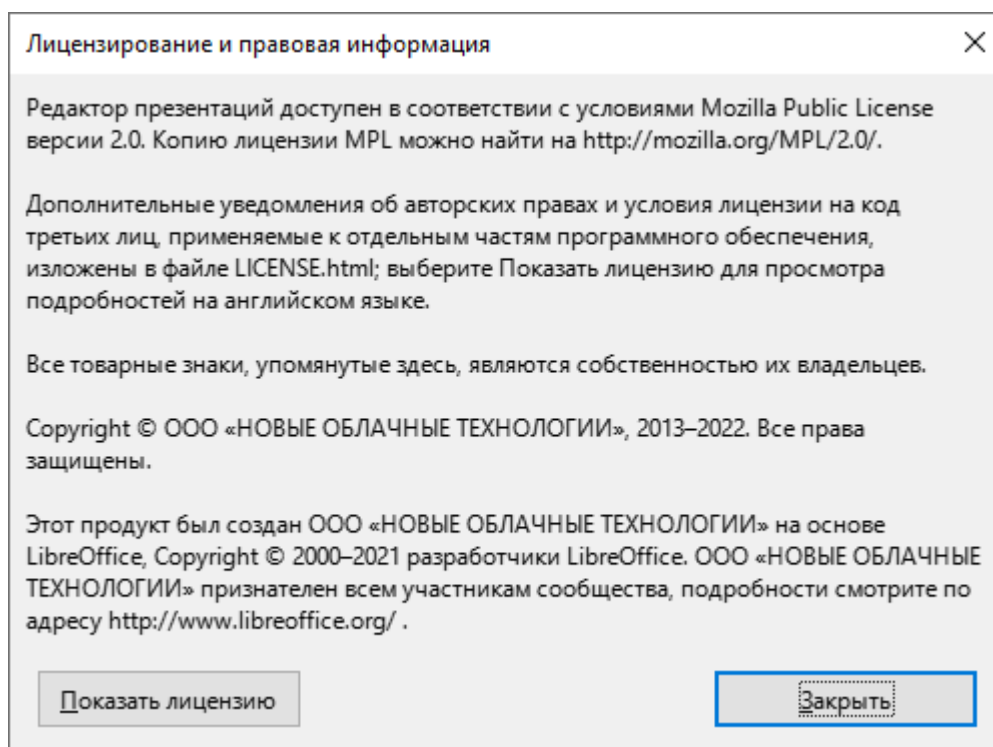 Лицензирование и правовая информация
Редактор презентаций доступен в соответствии с условиями Mozilla Public License
версии 2.0. Копию лицензии MPL можно найти на http://mozilla.org/MPL/2.0/.
Дополнительные уведомления об авторских правах и условия лицензии на код
третьих лиц, применяемые к отдельным частям программного обеспечения,
изложены в файле LICENSE.html; выберите Показать лицензию для просмотра
подробностей на английском языке.
Все товарные знаки, упомянутые здесь, являются собственностью их владельцев.
Copyright © ООО «НОВЫЕ ОБЛАЧНЫЕ ТЕХНОЛОГИИ», 2013–2022. Все права
защищены.
Этот продукт был создан ООО «НОВЫЕ ОБЛАЧНЫЕ ТЕХНОЛОГИИ» на основе
LibreOffice, Copyright © 2000–2021 разработчики LibreOffice. ООО «НОВЫЕ ОБЛАЧНЫЕ
ТЕХНОЛОГИИ» признателен всем участникам сообщества, подробности смотрите по
адресу http://www.libreoffice.org/ .
Показать лицензию
Закрыть